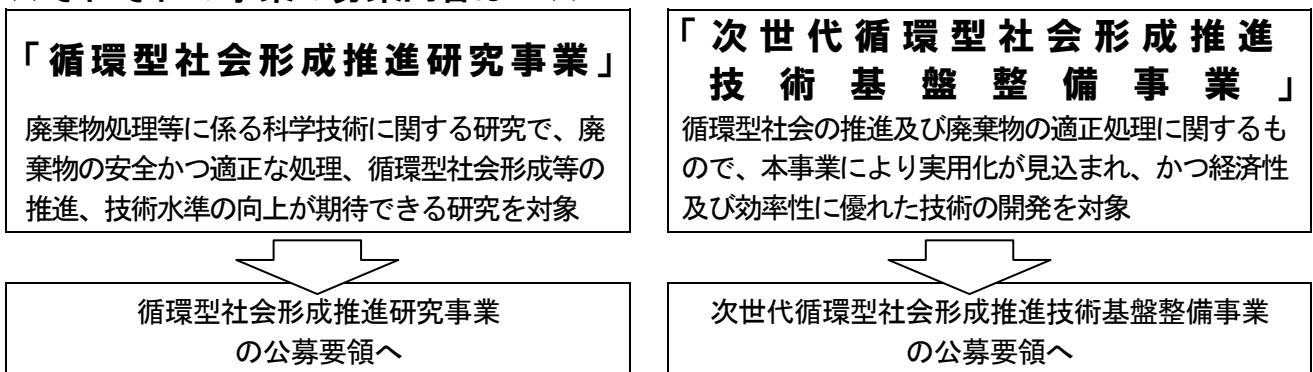 「循環型社会形成推進研究事業」
廃棄物処理等に係る科学技術に関する研究で、廃
棄物の安全かつ適正な処理、循環型社会形成等の
推進、技術水準の向上が期待できる研究を対象
循環型社会形成推進研究事業
の公募要領へ
「次世代循環型社会形成推進
技術基盤整備事業」
循環型社会の推進及び廃棄物の適正処理に関するも
ので、本事業により実用化が見込まれ、かつ経済性
及び効率性に優れた技術の開発を対象
次世代循環型社会形成推進技術基盤整備事業
の公募要領へ